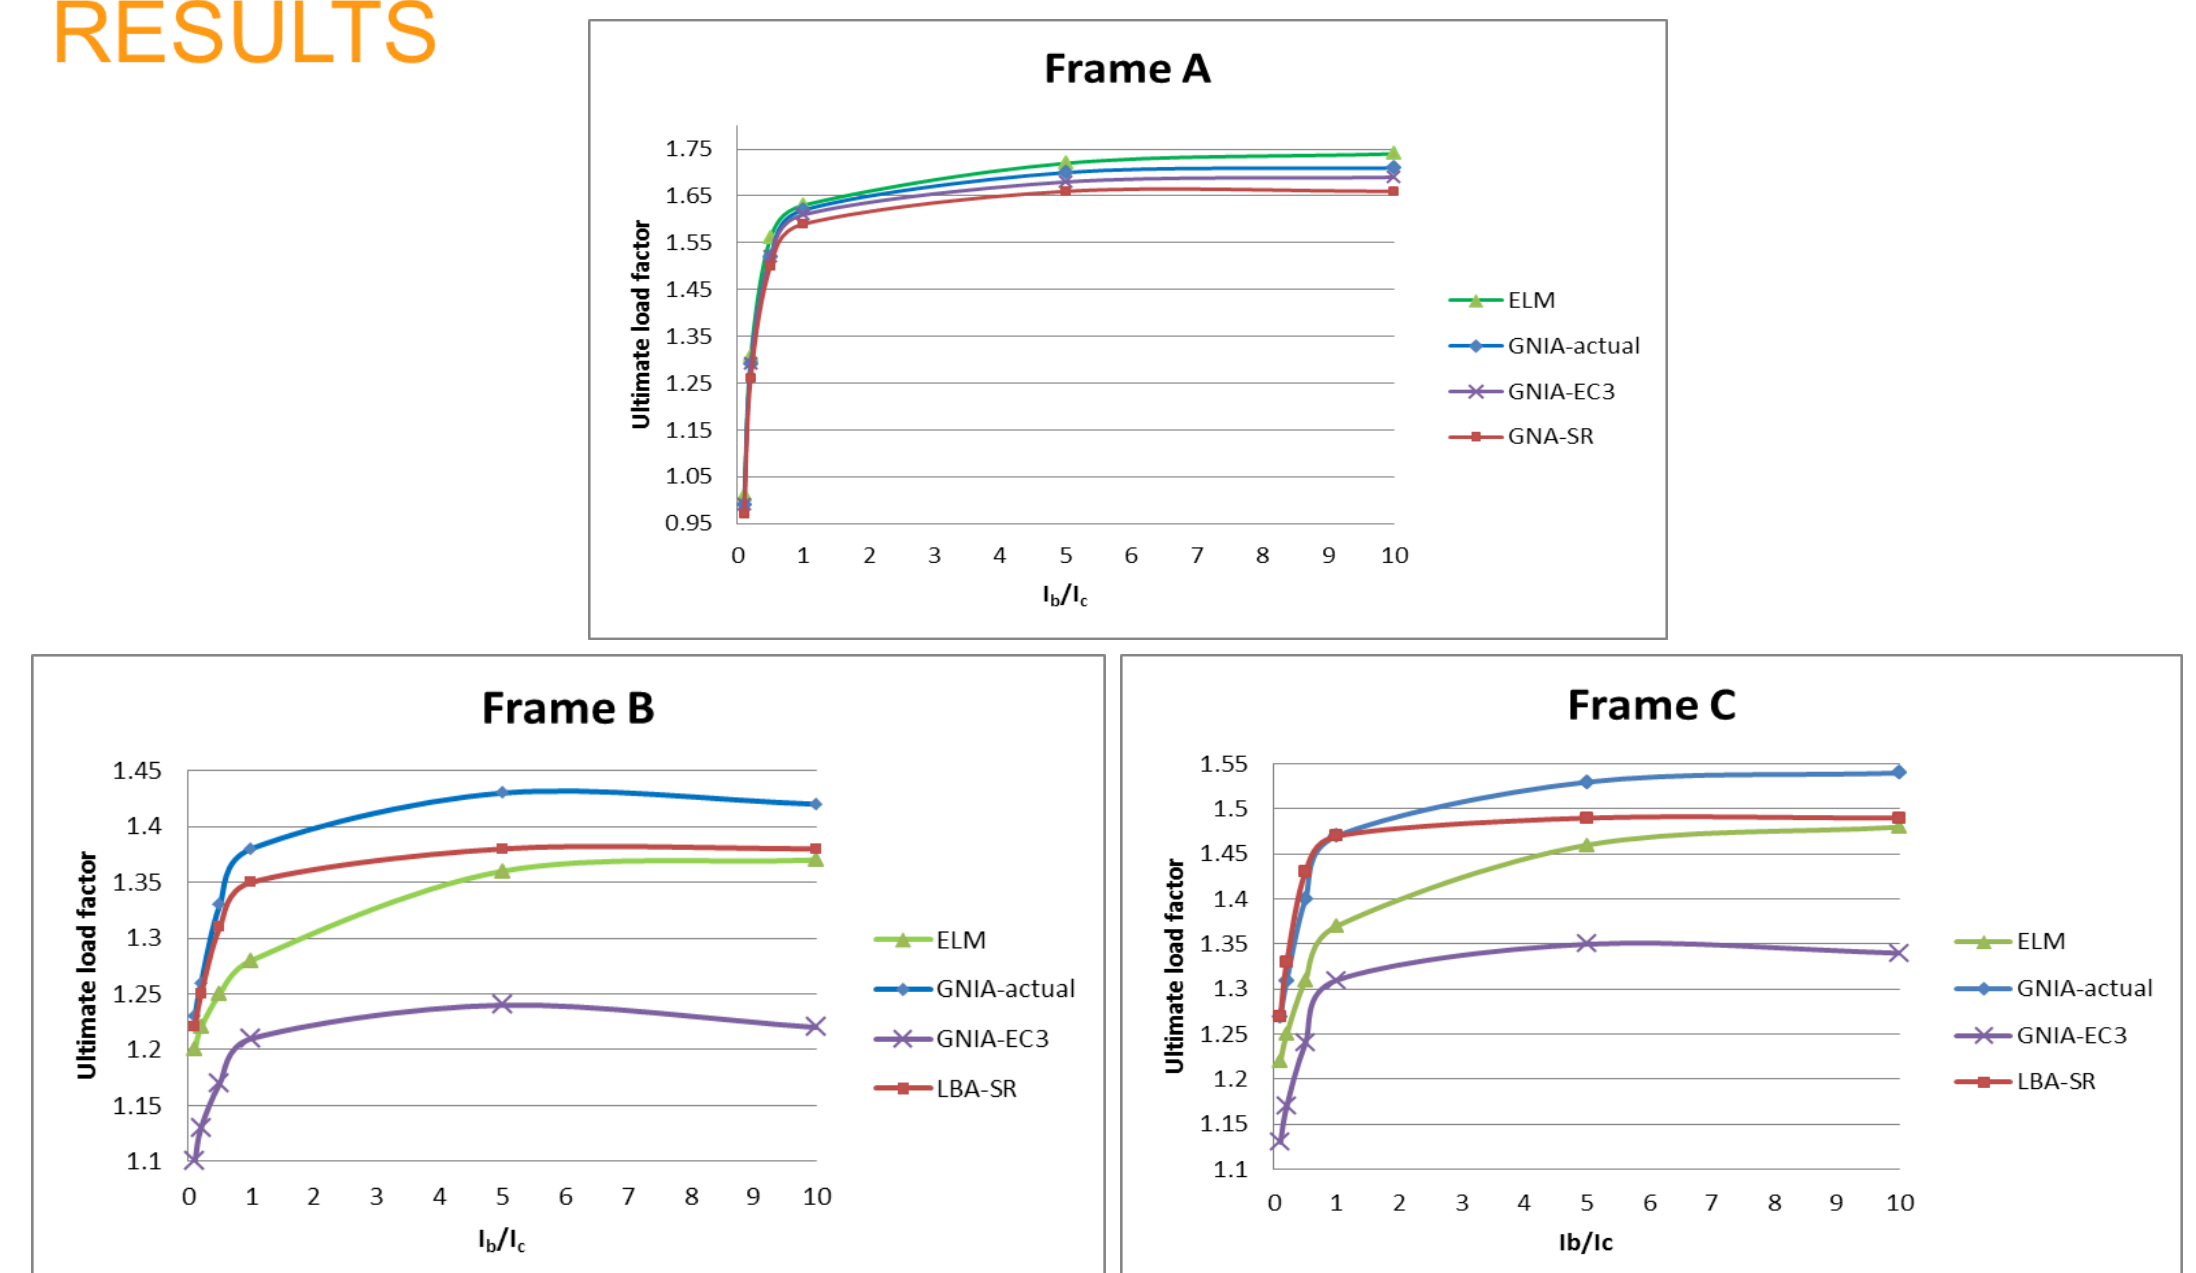 RESULTS
Frame A
Ultimate load factor
1.75
1.65
1.55
1.45
1.35
1.25
1.15
1.05
0.95
0 1 2 3 4 5 6 7 8 9 10
Ib/Ic
ELM
GNIA-actual
GNIA-EC3
GNA-SR
Frame B
Ultimate load factor
1.45
1.4
1.35
1.3
1.25
1.2
1.15
1.1
0 1 2 3 4 5 6 7 8 9 10
Ib/Ic
ELM
GNIA-actual
GNIA-EC3
LBA-SR
Frame C
Ultimate load factor
1.55
1.5
1.45
1.4
1.35
1.3
1.25
1.2
1.15
1.1
0 1 2 3 4 5 6 7 8 9 10
Ib/Ic
ELM
GNIA-actual
GNIA-EC3
LBA-SR